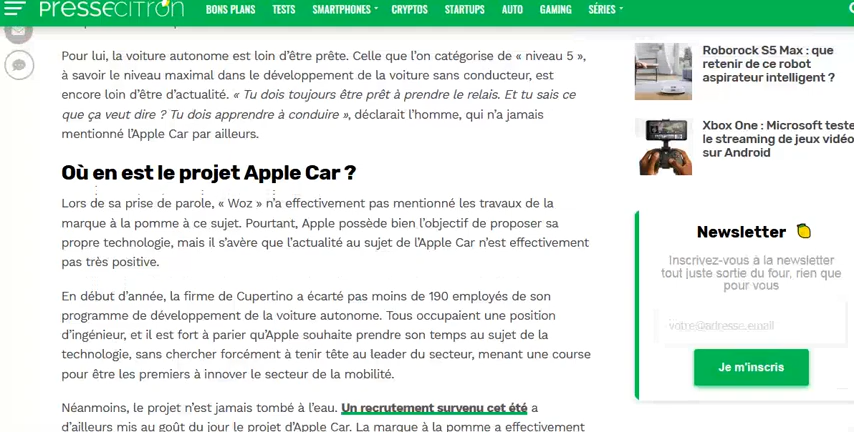 PRESSECITRON
BONS PLANS TESTS SMARTPHONES CRYPTOS STARTUPS AUTO GAMING SÉRIES
Pour lui, la voiture autonome est loin d’être prête. Celle que l’on catégorise de « niveau 5 »,
à savoir le niveau maximal dans le développement de la voiture sans conducteur, est
encore loin d’être d’actualité. « Tu dois toujours être prêt à prendre le relais. Et tu sais ce
que ça veut dire ? Tu dois apprendre à conduire », déclarait l’homme, qui n’a jamais
mentionné l’Apple Car par ailleurs.
Où en est le projet Apple Car ?
Lors de sa prise de parole, « Woz » n’a effectivement pas mentionné les travaux de la
marque à la pomme à ce sujet. Pourtant, Apple possède bien l’objectif de proposer sa
propre technologie, mais il s’avère que l’actualité au sujet de l’Apple Car n’est effectivement
pas très positive.
En début d’année, la firme de Cupertino a écarté pas moins de 190 employés de son
programme de développement de la voiture autonome. Tous occupaient une position
d’ingénieur, et il est fort à parier qu’Apple souhaite prendre son temps au sujet de la
technologie, sans chercher forcément à tenir tête au leader du secteur, menant une course
pour être les premiers à innover le secteur de la mobilité.
Néanmoins, le projet n’est jamais tombé à l’eau. Un recrutement survenu cet été a
d’ailleurs mis au goût du jour le projet d’Apple Car. La marque à la pomme a effectivement
Roborock S5 Max : que
retenir de ce robot
aspirateur intelligent ?
Xbox One : Microsoft teste
le streaming de jeux vidéo
sur Android
Newsletter
Inscrivez-vous à la newsletter
tout juste sortie du four, rien que
pour vous
votre@adresse.email
Je m’inscris